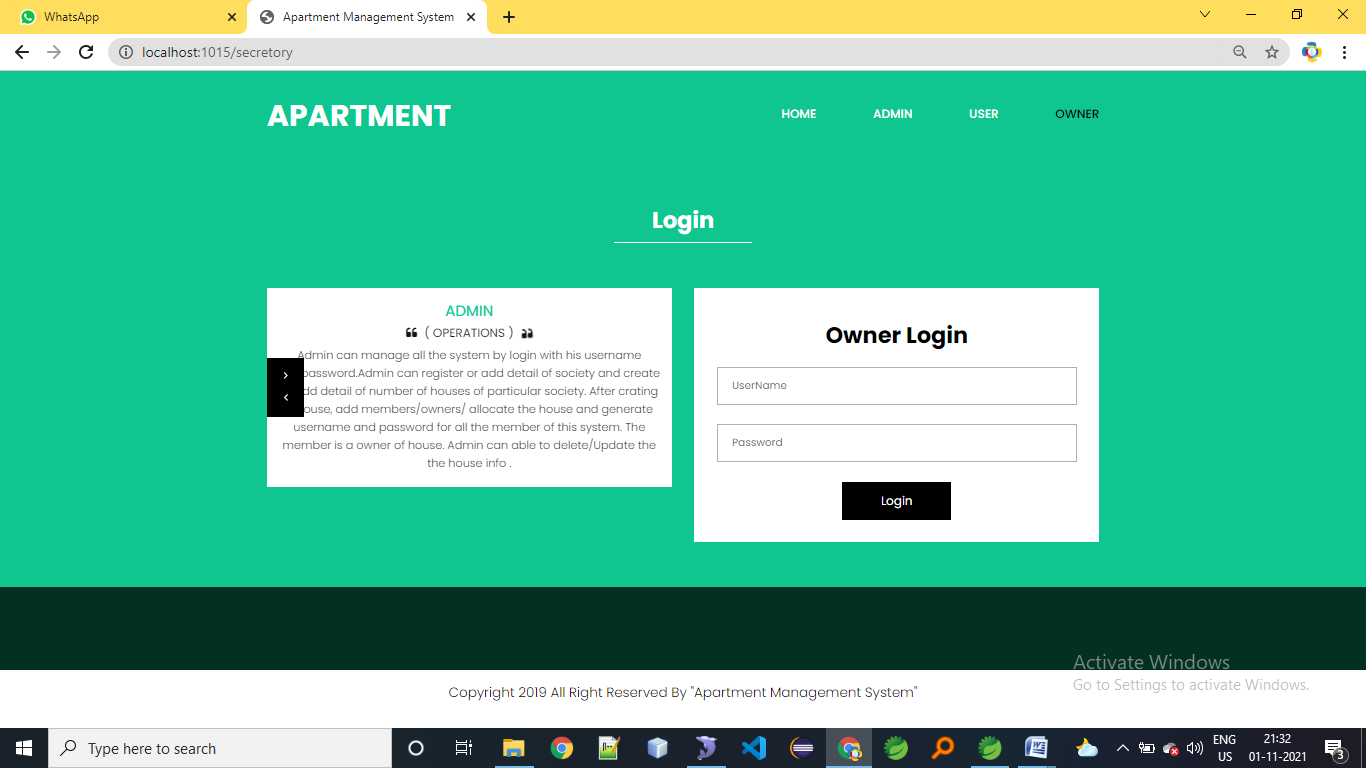 WhatsApp
Apartment Management System
localhost:1015/secretory
APARTMENT
HOME
ADMIN
USER
OWNER
Login
ADMIN
( OPERATIONS )
Admin can manage all the system by login with his username
password.Admin can register or add detail of society and create
detail of number of houses of particular society. After crating
add members/owners/ allocate the house and generate
username and password for all the member of this system. The
member is a owner of house. Admin can able to delete/Update the
the house info .
Owner Login
UserName
Password
Login
Activate Windows
Go to Settings to activate Windows.
Copyright 2019 All Right Reserved By "Apartment Management System"
Type here to search
ENG
US
21:32
01-11-2021
3